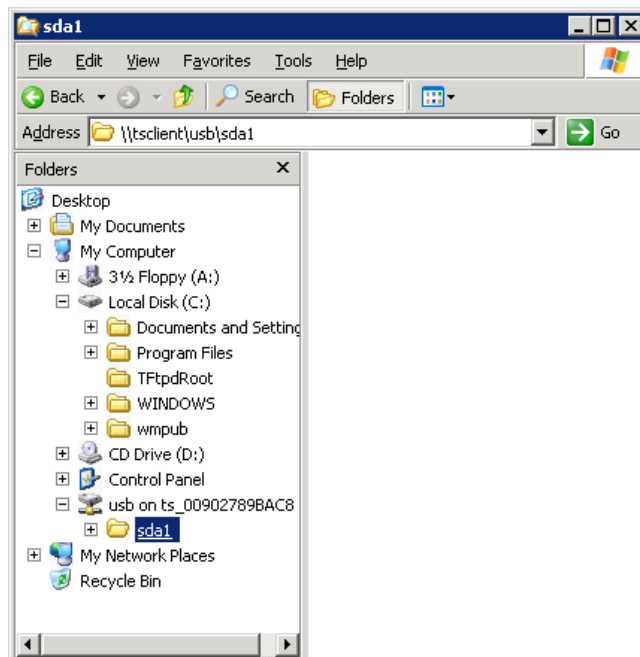 sda1
File Edit View Favorites Tools Help
Back Search Folders
Address \\tsclient\usb\sda1 Go
Folders
Desktop
My Documents
My Computer
3½ Floppy (A:)
Local Disk (C:)
Documents and Setting
Program Files
TFtpdRoot
WINDOWS
wmpub
CD Drive (D:)
Control Panel
usb on ts_00902789BAC8
sda1
My Network Places
Recycle Bin